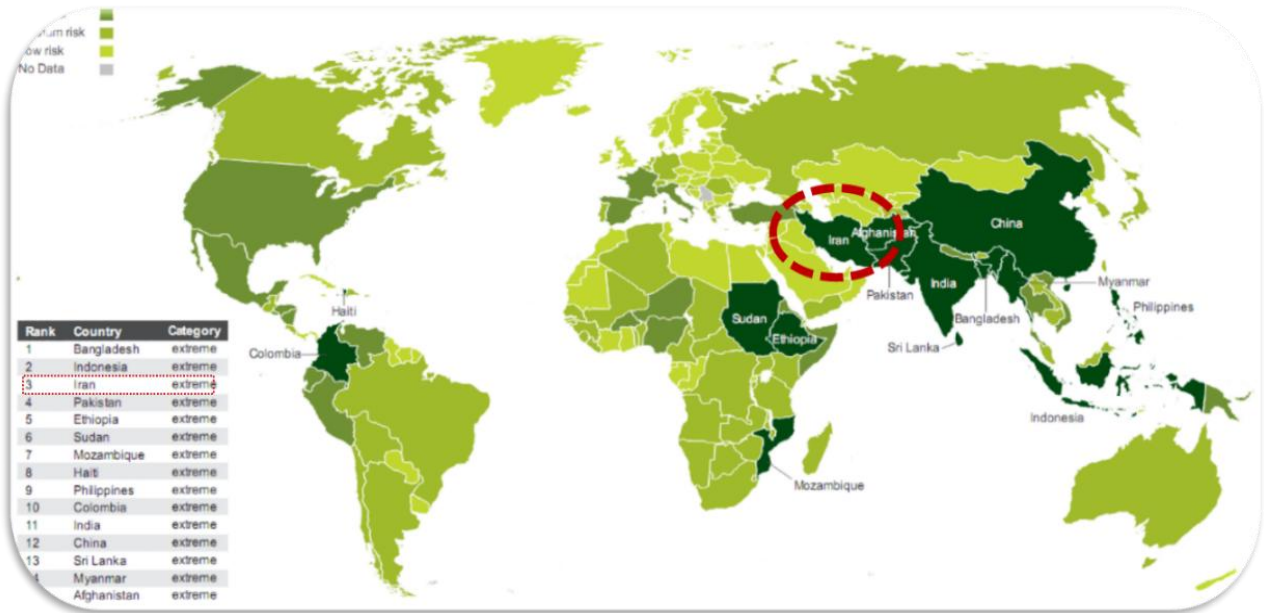 risk
risk
No Data
China
Iran
Afghanistan
India
Myanmar
Pakistan
Philippines
Bangladesh
Haiti
Sudan
Ethiopia
Sri Lanka
Colombia
Indonesia
Mozambique
Rank Country Category
1 Bangladesh extreme
2 Indonesia extreme
3 Iran extreme
4 Pakistan extreme
5 Ethiopia extreme
6 Sudan extreme
7 Mozambique extreme
8 Haiti extreme
9 Philippines extreme
10 Colombia extreme
11 India extreme
12 China extreme
13 Sri Lanka extreme
4 Myanmar extreme
Afghanistan extreme